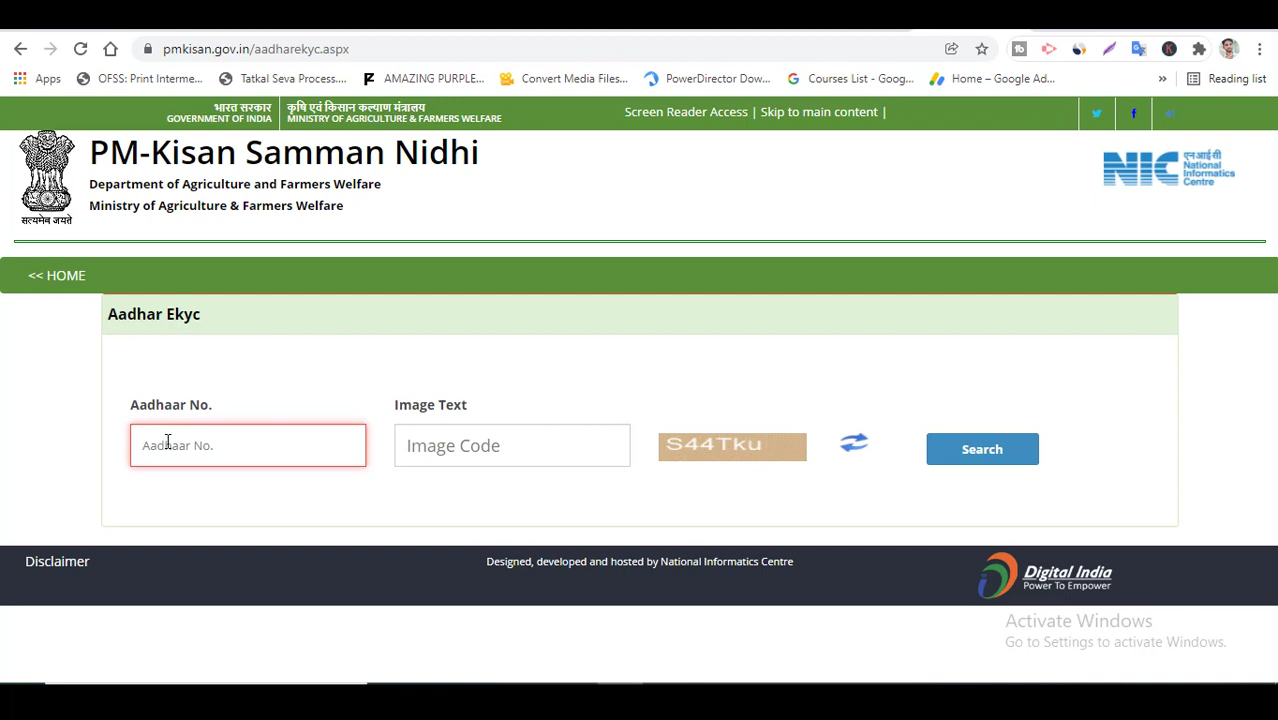 pmkisan.gov.in/aadharekyc.aspx
Apps OFSS: Print Interme... Tatkal Seva Process.... AMAZING PURPLE... Convert Media Files... PowerDirector Dow... Courses List - Goog... Home – Google Ad... » Reading list
भारत सरकार
GOVERNMENT OF INDIA
कृषि एवं किसान कल्याण मंत्रालय
MINISTRY OF AGRICULTURE & FARMERS WELFARE
Screen Reader Access | Skip to main content |
PM-Kisan Samman Nidhi
Department of Agriculture and Farmers Welfare
Ministry of Agriculture & Farmers Welfare
सत्यमेव जयते
NIC
एन आई सी
National
Informatics
Centre
<< HOME
Aadhar Ekyc
Aadhaar No. Image Text
Aadhaar No. Image Code S44Tku Search
Disclaimer
Designed, developed and hosted by National Informatics Centre
Digital India
Power To Empower
Activate Windows
Go to Settings to activate Windows.